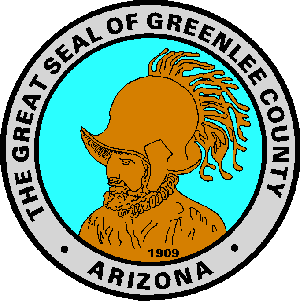 THE GREAT SEAL OF GREENLEE COUNTY
1909
• ARIZONA •